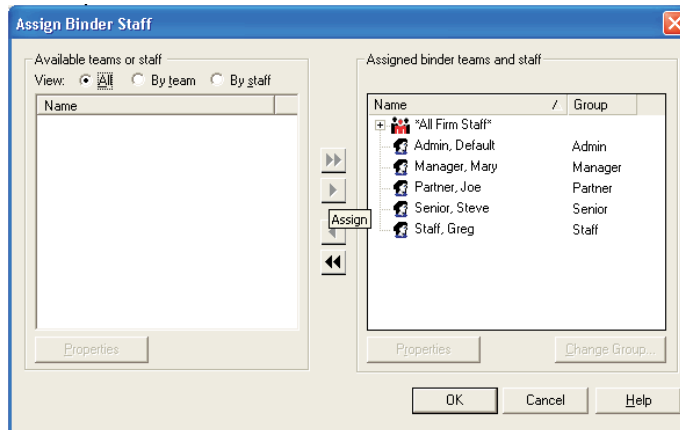 Assign Binder Staff
Available teams or staff
View: All By team By staff
Name
Properties
Assign
Assigned binder teams and staff
Name / Group
*All Firm Staff*
Admin, Default Admin
Manager, Mary Manager
Partner, Joe Partner
Senior, Steve Senior
Staff, Greg Staff
Properties Change Group...
OK Cancel Help